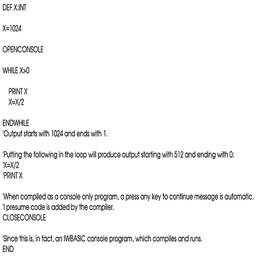 DEF X:INT
X=1024
OPENCONSOLE
WHILE X>0
PRINT X
X=X/2
ENDWHILE
'Output starts with 1024 and ends with 1.
'Putting the following in the loop will produce output starting with 512 and ending with 0:
'X=X/2
'PRINT X
'When compiled as a console only program, a press any key to continue message is automatic.
'I presume code is added by the compiler.
CLOSECONSOLE
'Since this is, in fact, an IWBASIC console program, which compiles and runs.
END